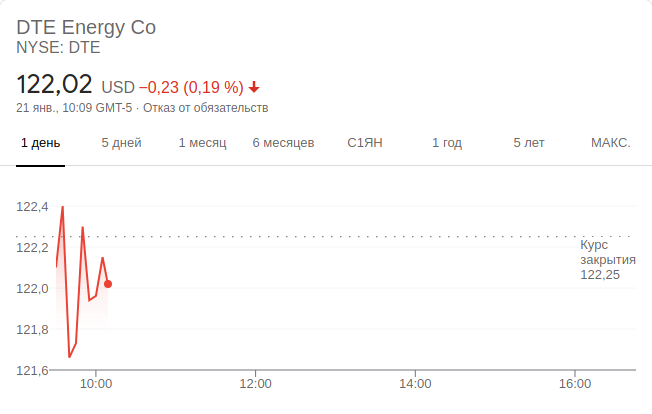 DTE Energy Co
NYSE: DTE
122,02 USD −0,23 (0,19 %)
21 янв., 10:09 GMT-5 · Отказ от обязательств
1 день 5 дней 1 месяц 6 месяцев С1ЯН 1 год 5 лет МАКС.
122,4
122,2
122,0
121,8
121,6
Курс
закрытия
122,25
10:00 12:00 14:00 16:00